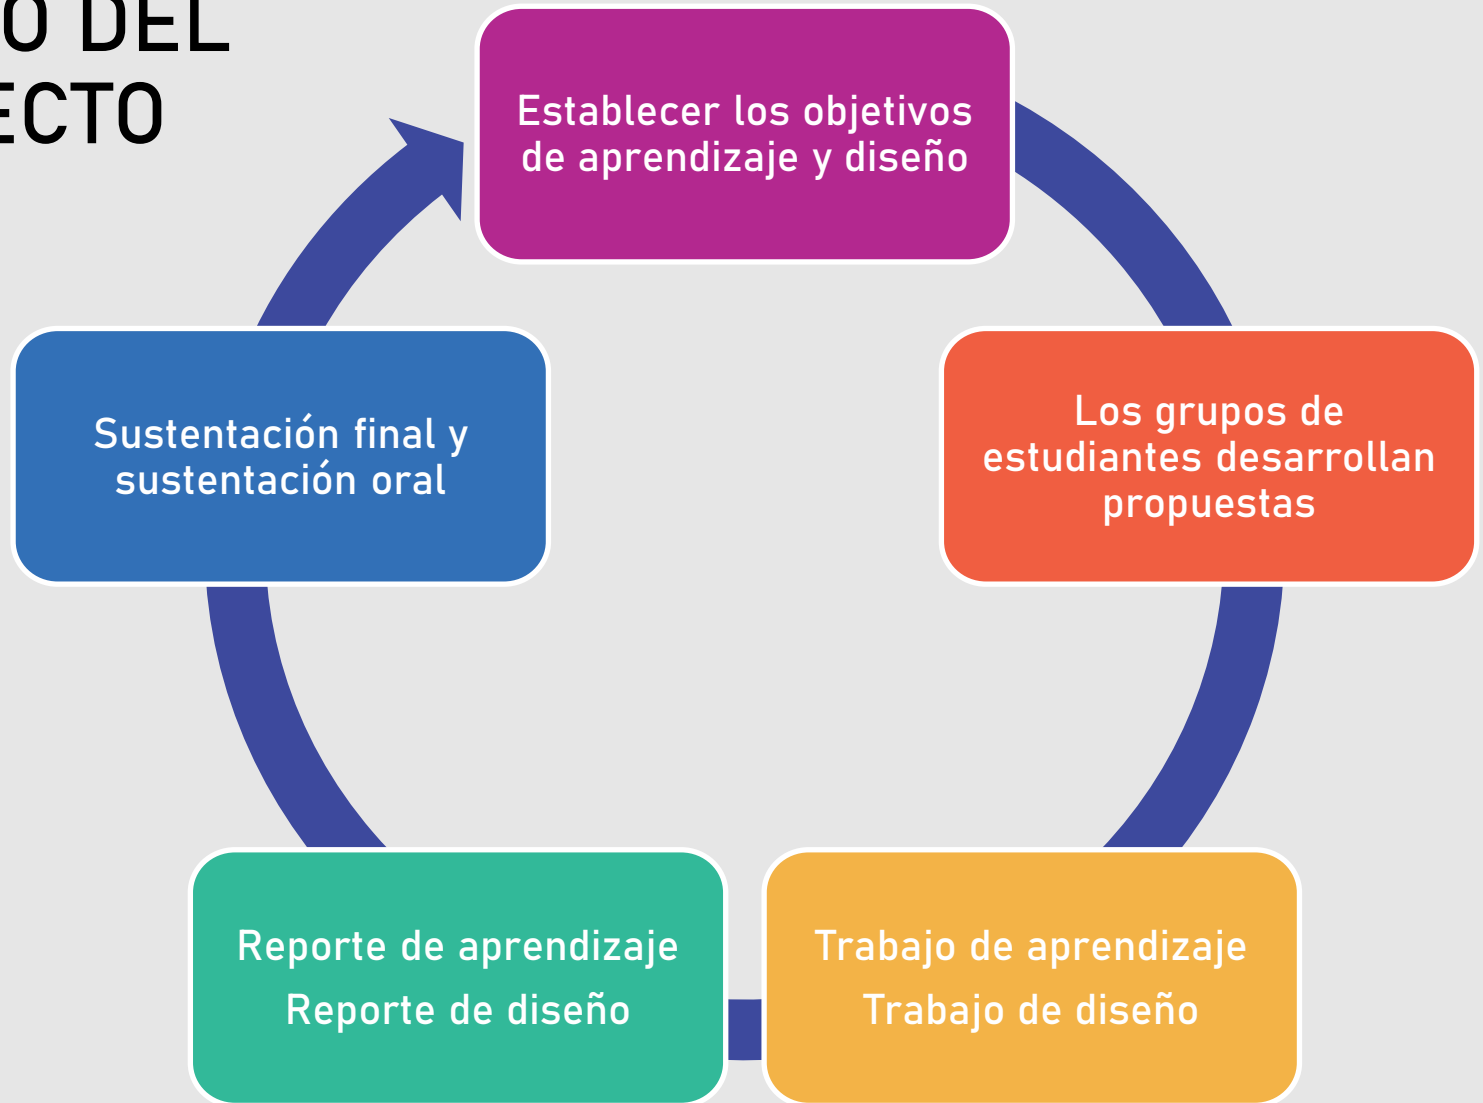 O DEL
ECTO
Establecer los objetivos
de aprendizaje y diseño
Los grupos de
estudiantes desarrollan
propuestas
Trabajo de aprendizaje
Trabajo de diseño
Reporte de aprendizaje
Reporte de diseño
Sustentación final y
sustentación oral